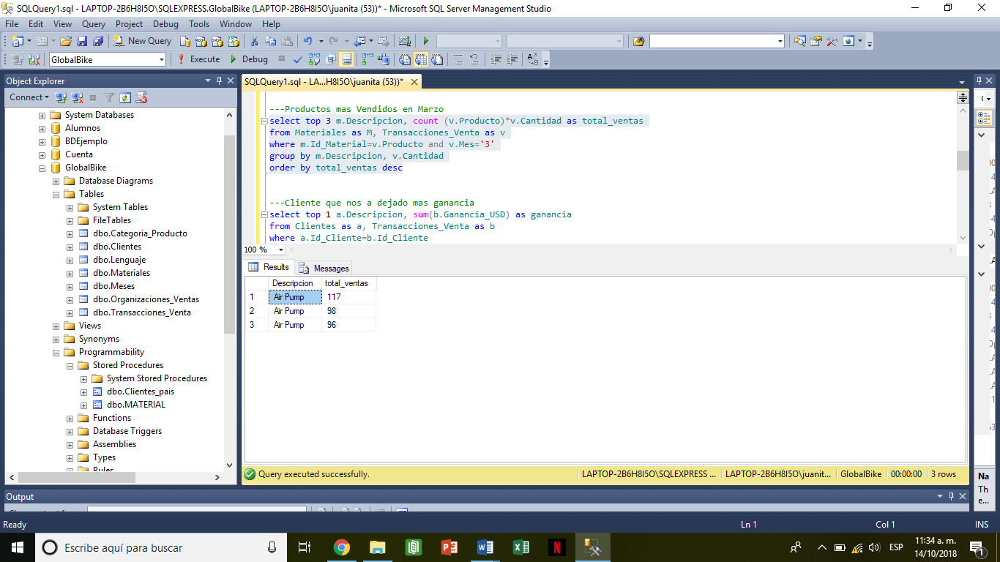 SQLQuery1.sql - LAPTOP-2B6H8I5O\SQLEXPRESS.GlobalBike (LAPTOP-2B6H8I5O\juanita (53))* - Microsoft SQL Server Management Studio
File Edit View Query Project Debug Tools Window Help
New Query
GlobalBike Execute Debug
Object Explorer
Connect
System Databases
Alumnos
BDEjemplo
Cuenta
GlobalBike
Database Diagrams
Tables
System Tables
FileTables
dbo.Categoria_Producto
dbo.Clientes
dbo.Lenguaje
dbo.Materiales
dbo.Meses
dbo.Organizaciones_Ventas
dbo.Transacciones_Venta
Views
Synonyms
Programmability
Stored Procedures
System Stored Procedures
dbo.Clientes_pais
dbo.MATERIAL
Functions
Database Triggers
Assemblies
Types
Rules
SQLQuery1.sql - LA...H8I5O\juanita (53))*
---Productos mas Vendidos en Marzo
select top 3 m.Descripcion, count (v.Producto)*v.Cantidad as total_ventas
from Materiales as M, Transacciones_Venta as v
where m.Id_Material=v.Producto and v.Mes='3'
group by m.Descripcion, v.Cantidad
order by total_ventas desc
---Cliente que nos a dejado mas ganancia
select top 1 a.Descripcion, sum(b.Ganancia_USD) as ganancia
from Clientes as a, Transacciones_Venta as b
where a.Id_Cliente=b.Id_Cliente
100 %
Results Messages
Descripcion total_ventas
1 Air Pump 117
2 Air Pump 98
3 Air Pump 96
Query executed successfully. LAPTOP-2B6H8I5O\SQLEXPRESS ... LAPTOP-2B6H8I5O\juanit... GlobalBike 00:00:00 3 rows
Na
Th
e...
Output
Ready Ln 1 Col 1 INS
Escribe aquí para buscar
ESP
11:34 a. m.
14/10/2018
1